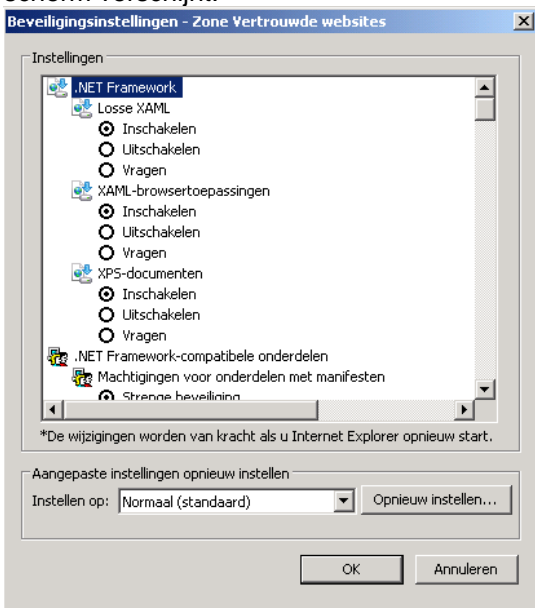 Beveiligingsinstellingen - Zone Vertrouwde websites
Instellingen
.NET Framework
Losse XAML
Inschakelen
Uitschakelen
Vragen
XAML-browsertoepassingen
Inschakelen
Uitschakelen
Vragen
XPS-documenten
Inschakelen
Uitschakelen
Vragen
.NET Framework-compatibele onderdelen
Machtigingen voor onderdelen met manifesten
Strenge beveiliging
*De wijzigingen worden van kracht als u Internet Explorer opnieuw start.
Aangepaste instellingen opnieuw instellen
Instellen op: Normaal (standaard) Opnieuw instellen...
OK Annuleren